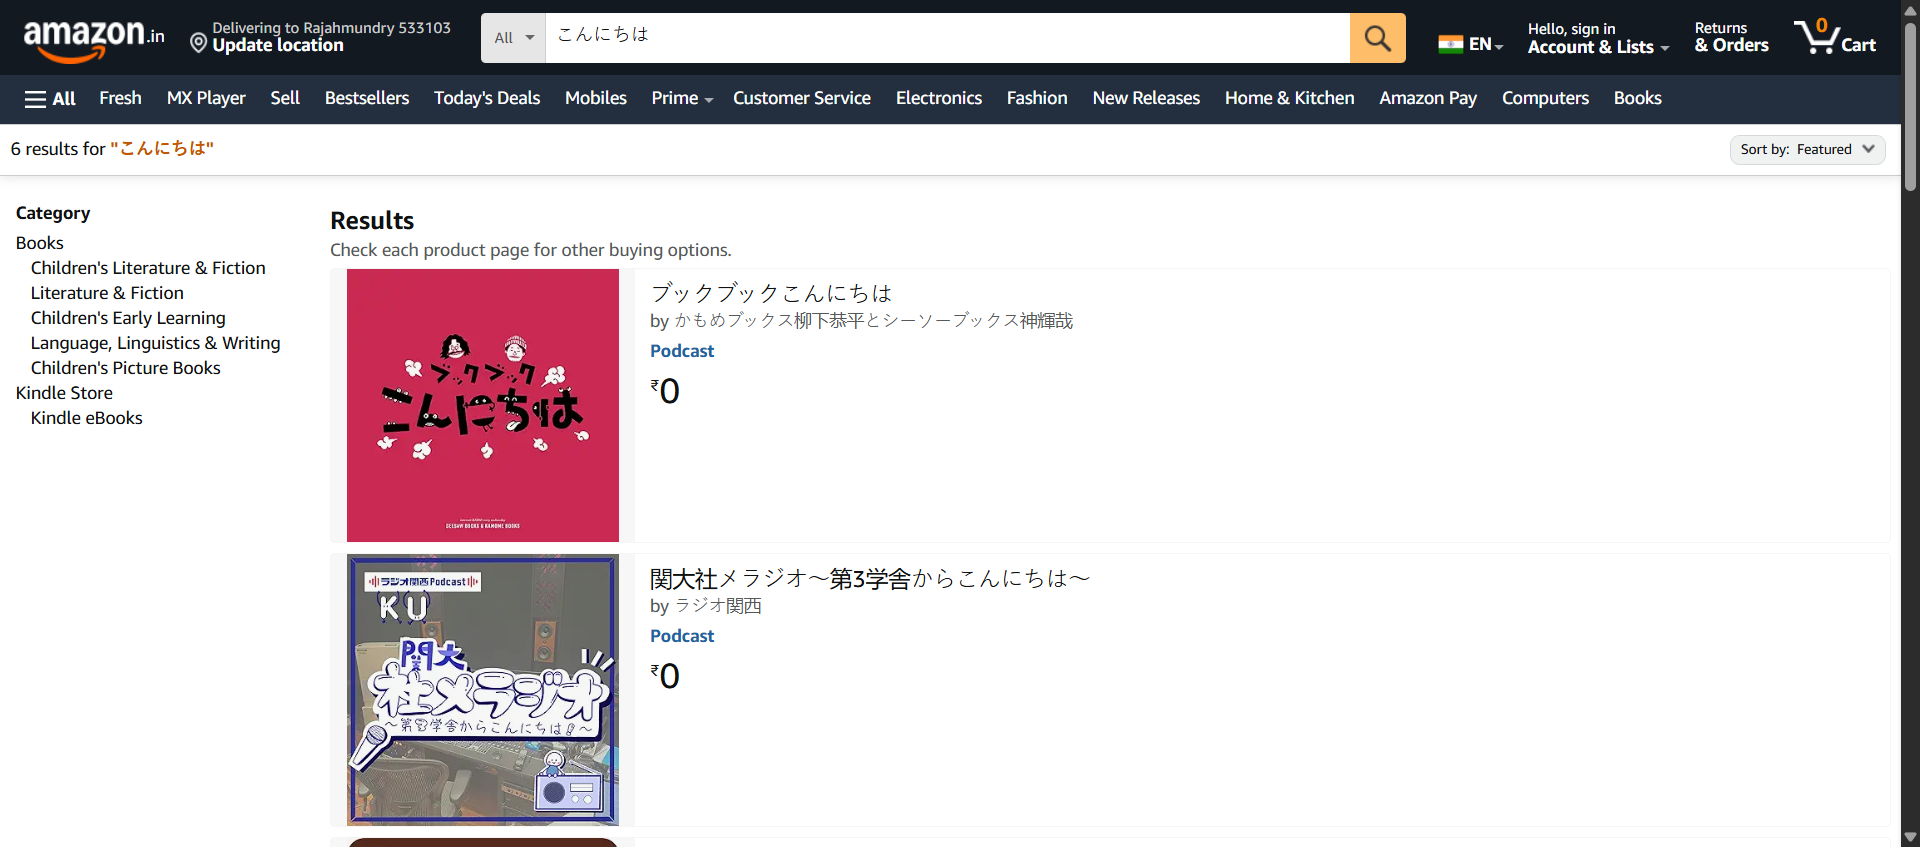 amazon.in
Delivering to Rajahmundry 533103
Update location
All
こんにちは
EN
Hello, sign in
Account & Lists
Returns
& Orders
0
Cart
All
Fresh
MX Player
Sell
Bestsellers
Today's Deals
Mobiles
Prime
Customer Service
Electronics
Fashion
New Releases
Home & Kitchen
Amazon Pay
Computers
Books
6 results for "こんにちは"
Sort by: Featured
Category
Books
Children's Literature & Fiction
Literature & Fiction
Children's Early Learning
Language, Linguistics & Writing
Children's Picture Books
Kindle Store
Kindle eBooks
Results
Check each product page for other buying options.
ブックブック
こんにちは
SEESAW BOOKS & KAMOME BOOKS
ブックブックこんにちは
by かもめブックス柳下恭平とシーソーブックス神輝哉
Podcast
₹0
ラジオ関西Podcast
KU
関大
社メラジオ
～第3学舎からこんにちは～
関大社メラジオ～第3学舎からこんにちは～
by ラジオ関西
Podcast
₹0